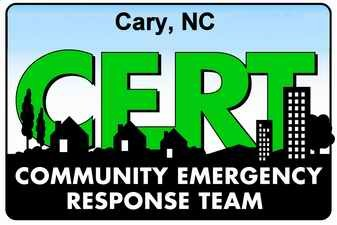 Cary, NC
CERT
COMMUNITY EMERGENCY
RESPONSE TEAM